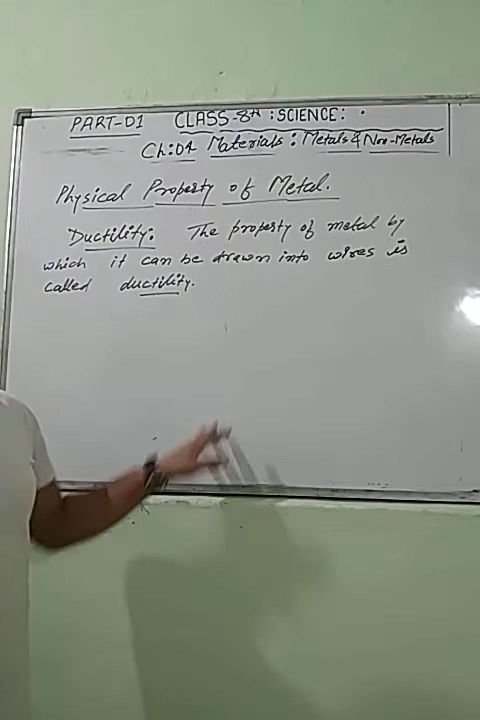 PART-01 CLASS-8th :SCIENCE:
Ch:04 Materials: Metals & Non-Metals
Physical Property of Metal.
Ductility: The property of metal by
which it can be drawn into wires is
called ductility.